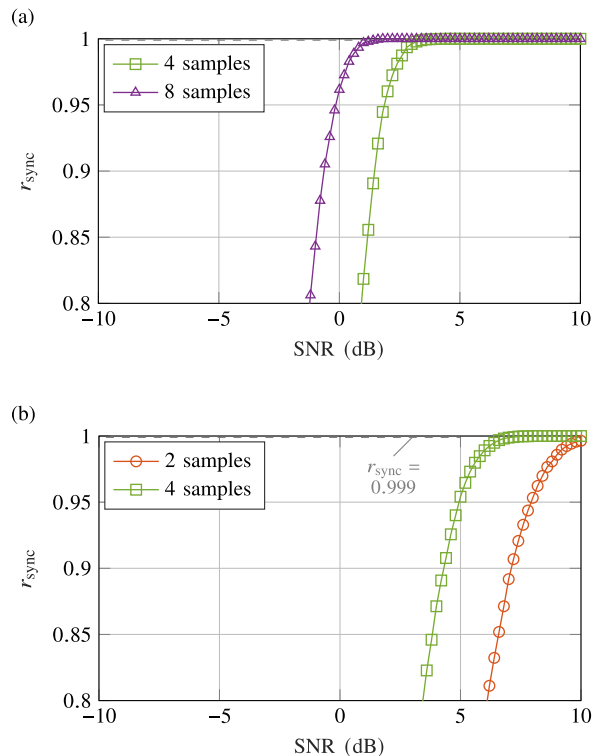 (a)
1
0.95
0.9
0.85
0.8
r_sync
4 samples
8 samples
−10
−5
0
5
10
SNR (dB)
(b)
1
0.95
0.9
0.85
0.8
r_sync
2 samples
4 samples
r_sync =
0.999
−10
−5
0
5
10
SNR (dB)